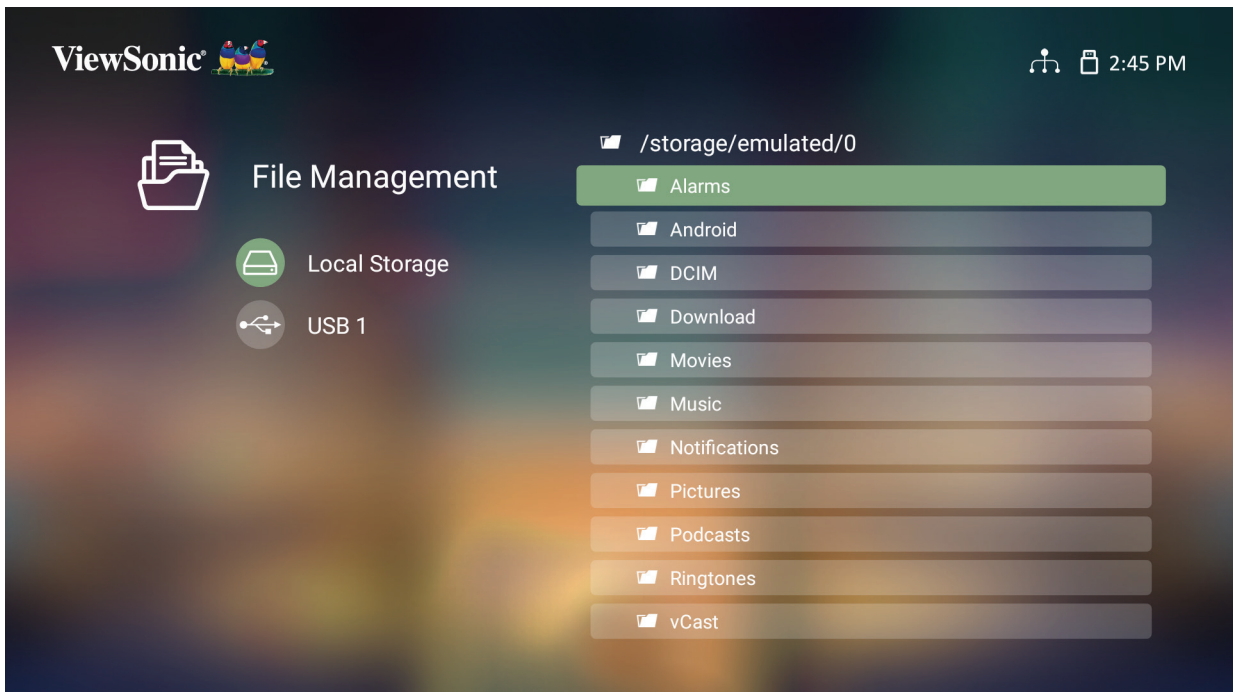 ViewSonic®
2:45 PM
File Management
Local Storage
USB 1
/storage/emulated/0
Alarms
Android
DCIM
Download
Movies
Music
Notifications
Pictures
Podcasts
Ringtones
vCast